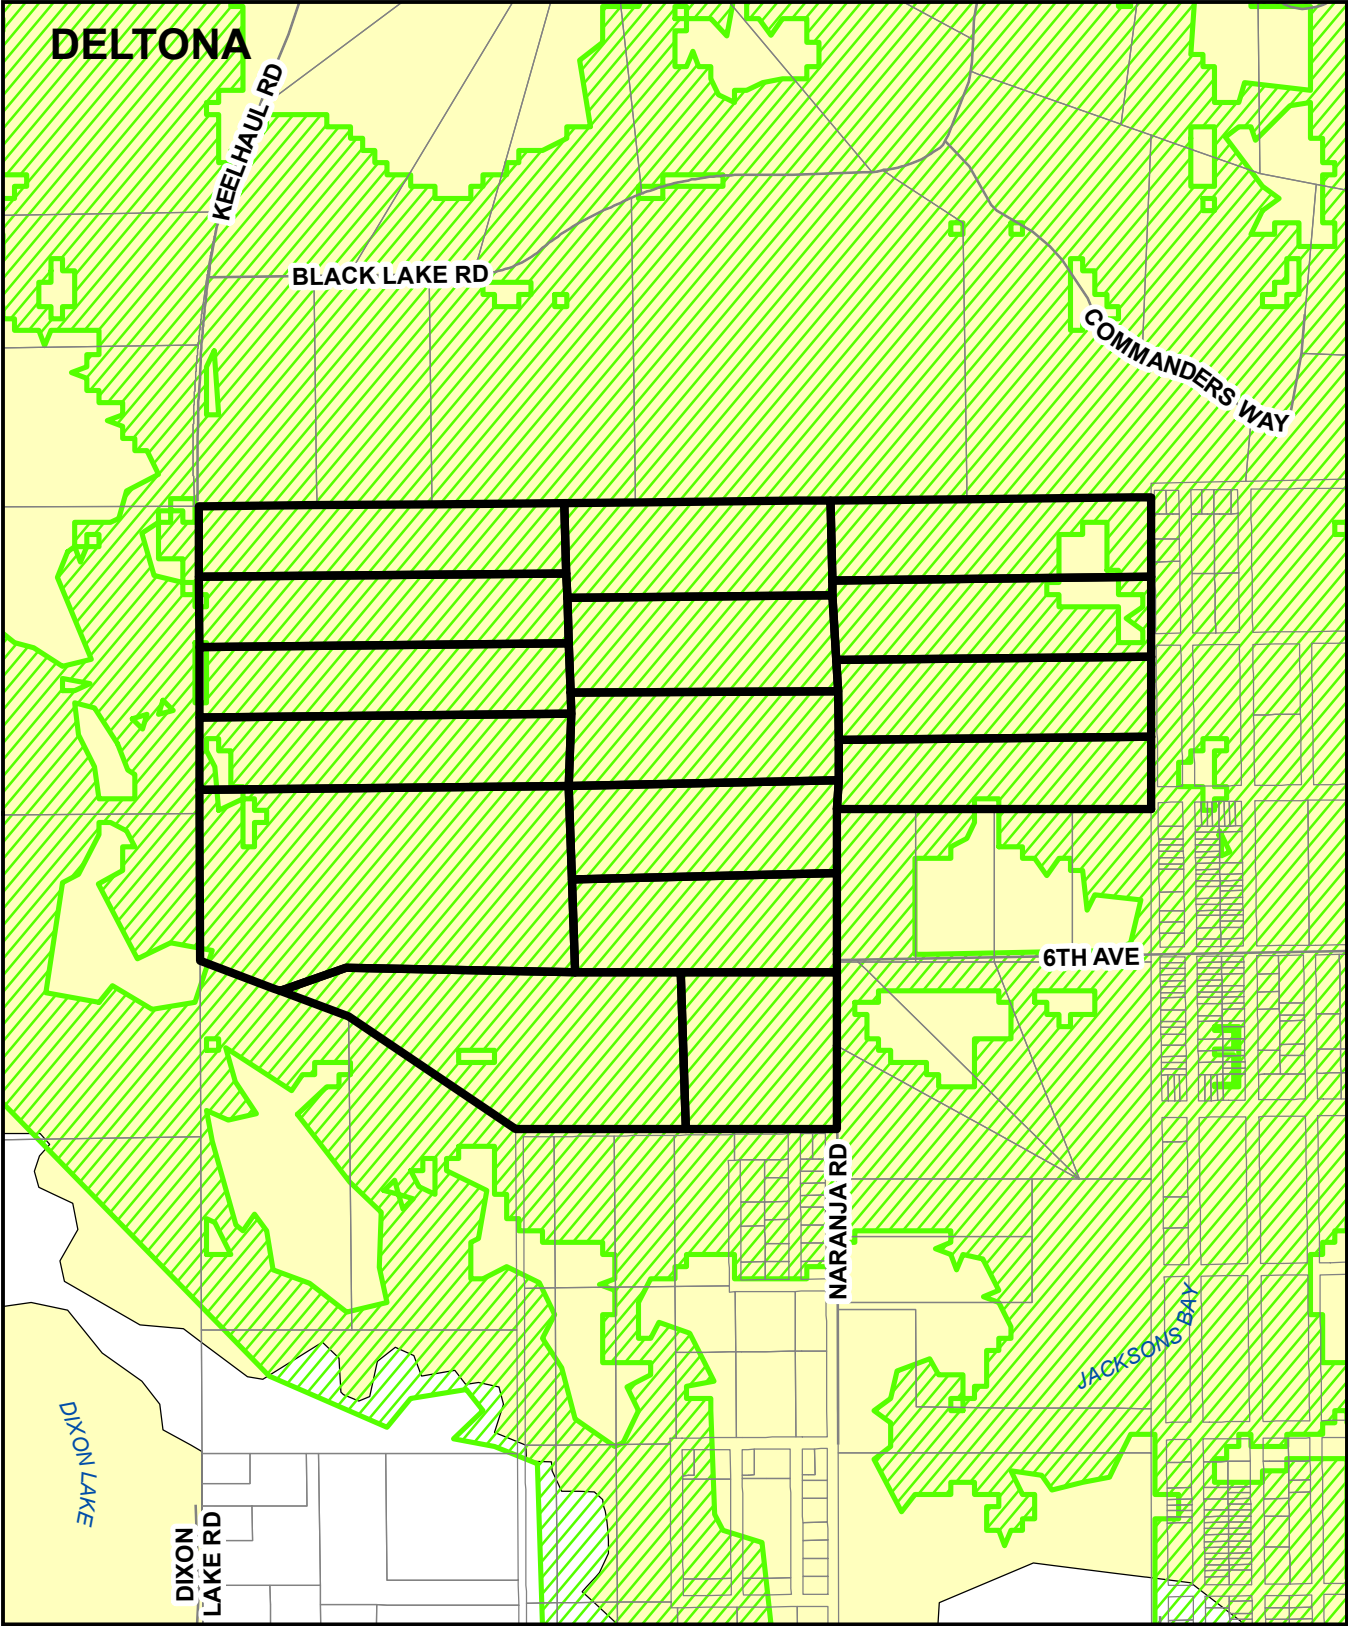 DELTONA
KEELHAUL RD
BLACK LAKE RD
COMMANDERS WAY
6TH AVE
NARANJA RD
JACKSONS BAY
DIXON LAKE
DIXON
LAKE RD